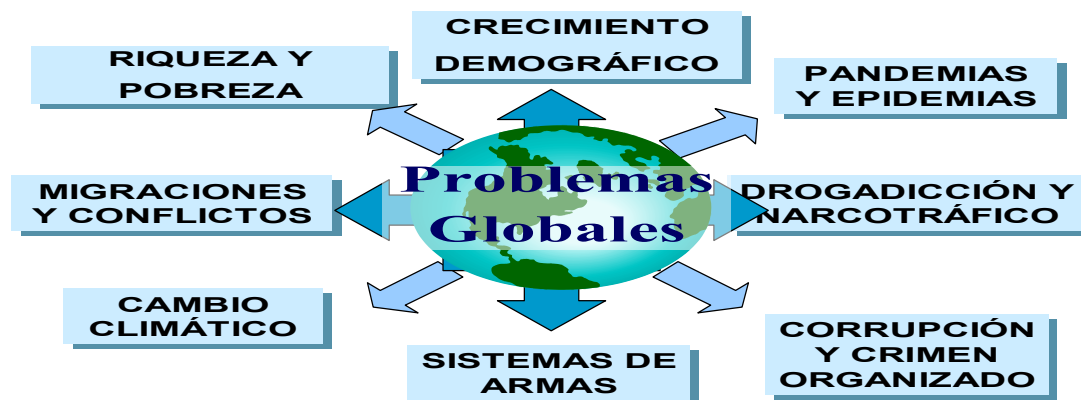 CRECIMIENTO
DEMOGRÁFICO
RIQUEZA Y
POBREZA
PANDEMIAS
Y EPIDEMIAS
Problemas
Globales
MIGRACIONES
Y CONFLICTOS
DROGADICCIÓN Y
NARCOTRÁFICO
CAMBIO
CLIMÁTICO
SISTEMAS DE
ARMAS
CORRUPCIÓN
Y CRIMEN
ORGANIZADO